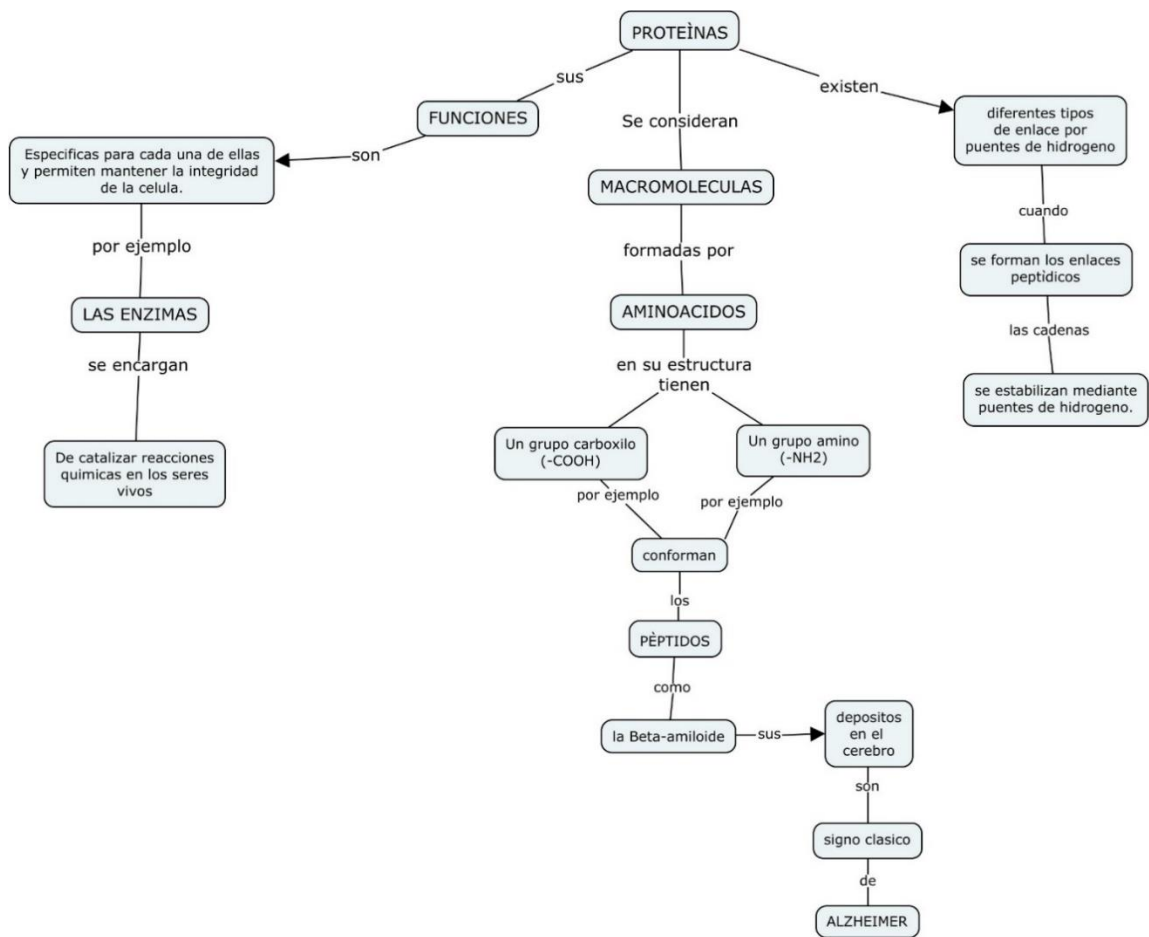 PROTEÌNAS
sus
FUNCIONES
son
Especificas para cada una de ellas
y permiten mantener la integridad
de la celula.
por ejemplo
LAS ENZIMAS
se encargan
De catalizar reacciones
quimicas en los seres
vivos
Se consideran
MACROMOLECULAS
formadas por
AMINOACIDOS
en su estructura
tienen
Un grupo carboxilo
(-COOH)
Un grupo amino
(-NH2)
por ejemplo
por ejemplo
conforman
los
PÈPTIDOS
como
la Beta-amiloide
sus
depositos
en el
cerebro
son
signo clasico
de
ALZHEIMER
existen
diferentes tipos
de enlace por
puentes de hidrogeno
cuando
se forman los enlaces
peptídicos
las cadenas
se estabilizan mediante
puentes de hidrogeno.